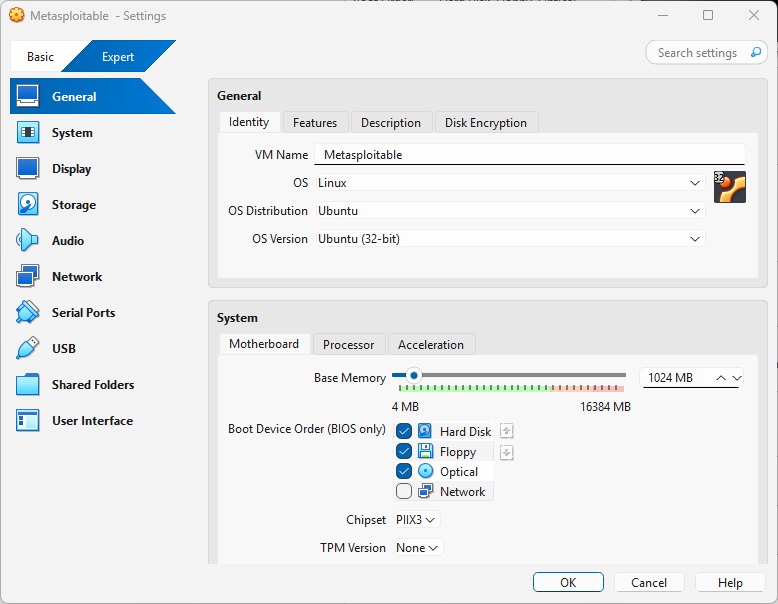 Metasploitable - Settings
Basic Expert
Search settings
General
System
Display
Storage
Audio
Network
Serial Ports
USB
Shared Folders
User Interface
General
Identity Features Description Disk Encryption
VM Name Metasploitable
OS Linux
32
OS Distribution Ubuntu
OS Version Ubuntu (32-bit)
System
Motherboard Processor Acceleration
Base Memory 1024 MB
4 MB 16384 MB
Boot Device Order (BIOS only) Hard Disk
Floppy
Optical
Network
Chipset PIIX3
TPM Version None
OK Cancel Help